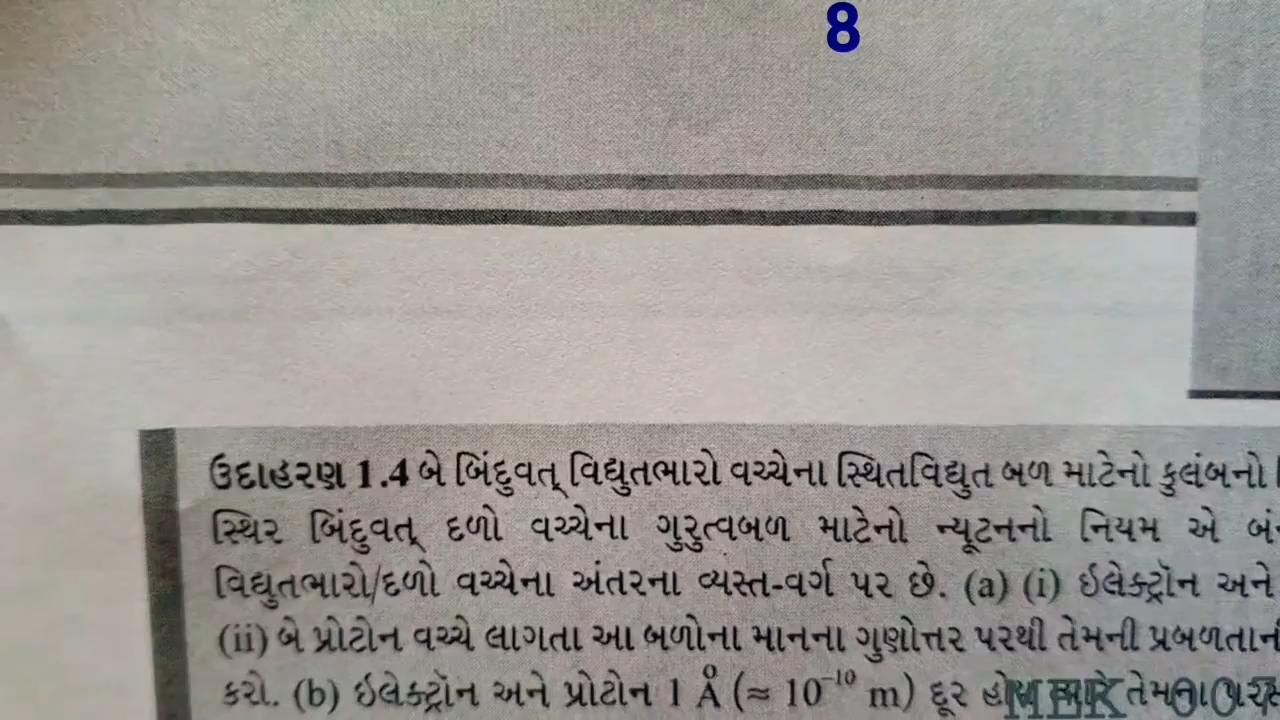 8
ઉદાહરણ 1.4 બે બિંદુવત્ વિદ્યુતભારો વચ્ચેના સ્થિતવિદ્યુત બળ માટેનો કુલંબનો
સ્થિર બિંદુવત્ દળો વચ્ચેના ગુરુત્વબળ માટેનો ન્યૂટનનો નિયમ એ બં
વિદ્યુતભારો/દળો વચ્ચેના અંતરના વ્યસ્ત-વર્ગ પર છે. (a) (i) ઇલેક્ટ્રૉન અને
(ii) બે પ્રોટોન વચ્ચે લાગતા આ બળોના માનના ગુણોત્તર પરથી તેમની પ્રબળતાન
કરો. (b) ઇલેક્ટ્રૉન અને પ્રોટોન 1 Å (≈ 10⁻¹⁰ m) દૂર